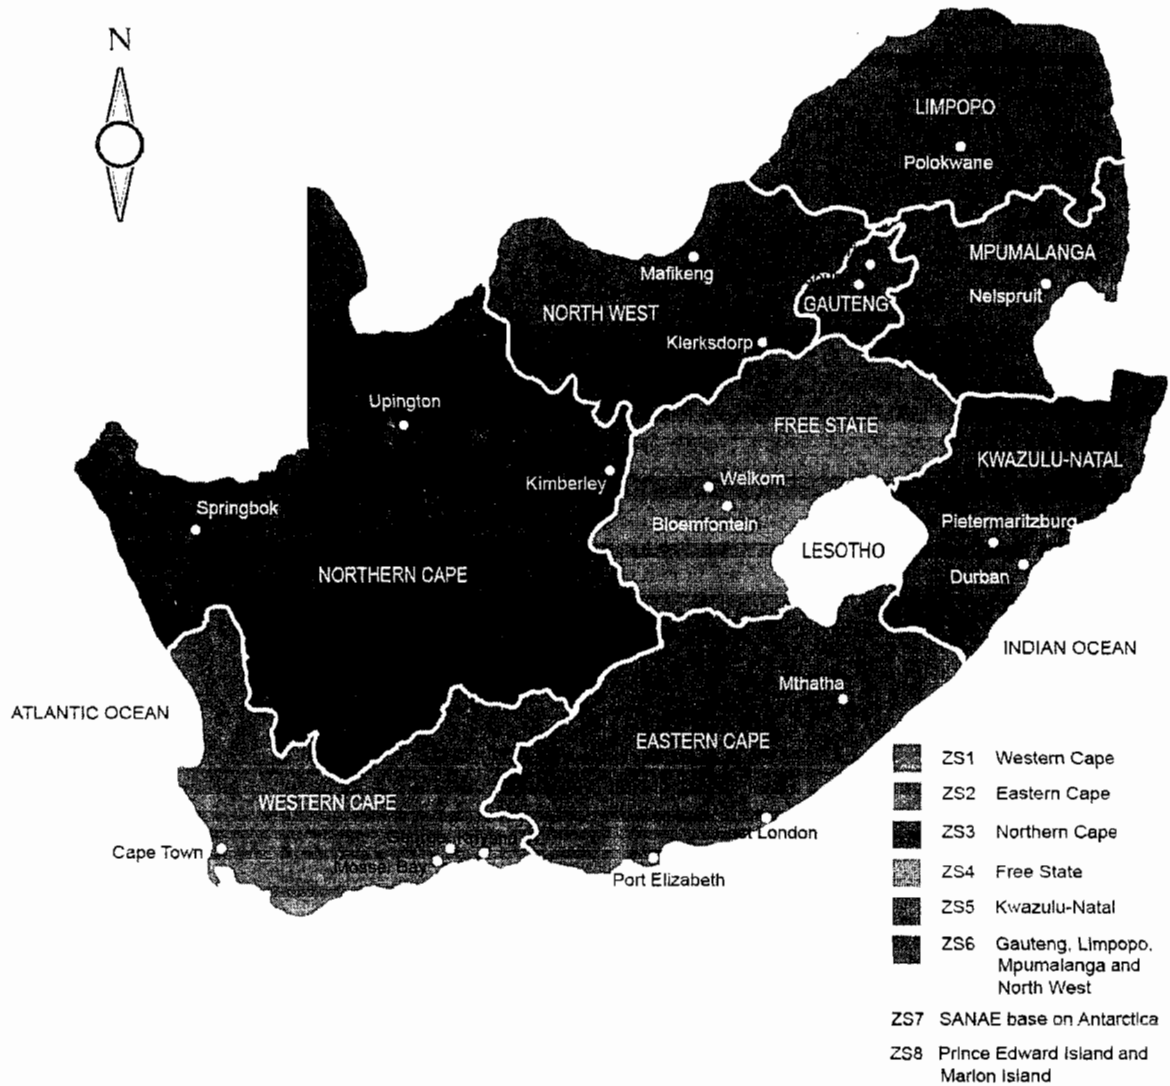 N
LIMPOPO
Polokwane
MPUMALANGA
Mafikeng
Nelspruit
GAUTENG
NORTH WEST
Klerksdorp
Upington
FREE STATE
KWAZULU-NATAL
Kimberley
Welkom
Springbok
Bloemfontein
Pietermaritzburg
LESOTHO
NORTHERN CAPE
Durban
INDIAN OCEAN
Mthatha
ATLANTIC OCEAN
EASTERN CAPE
ZS1 Western Cape
ZS2 Eastern Cape
WESTERN CAPE
ZS3 Northern Cape
London
Cape Town
Mossel Bay
ZS4 Free State
Port Elizabeth
ZS5 Kwazulu-Natal
ZS6 Gauteng, Limpopo,
Mpumalanga and
North West
ZS7 SANAE base on Antarctica
ZS8 Prince Edward Island and
Marion Island